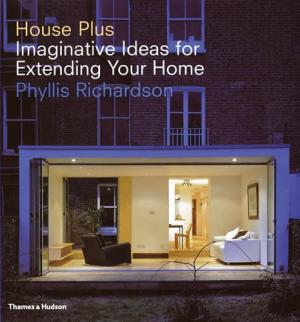 House Plus
Imaginative Ideas for
Extending Your Home
Phyllis Richardson
Thames & Hudson